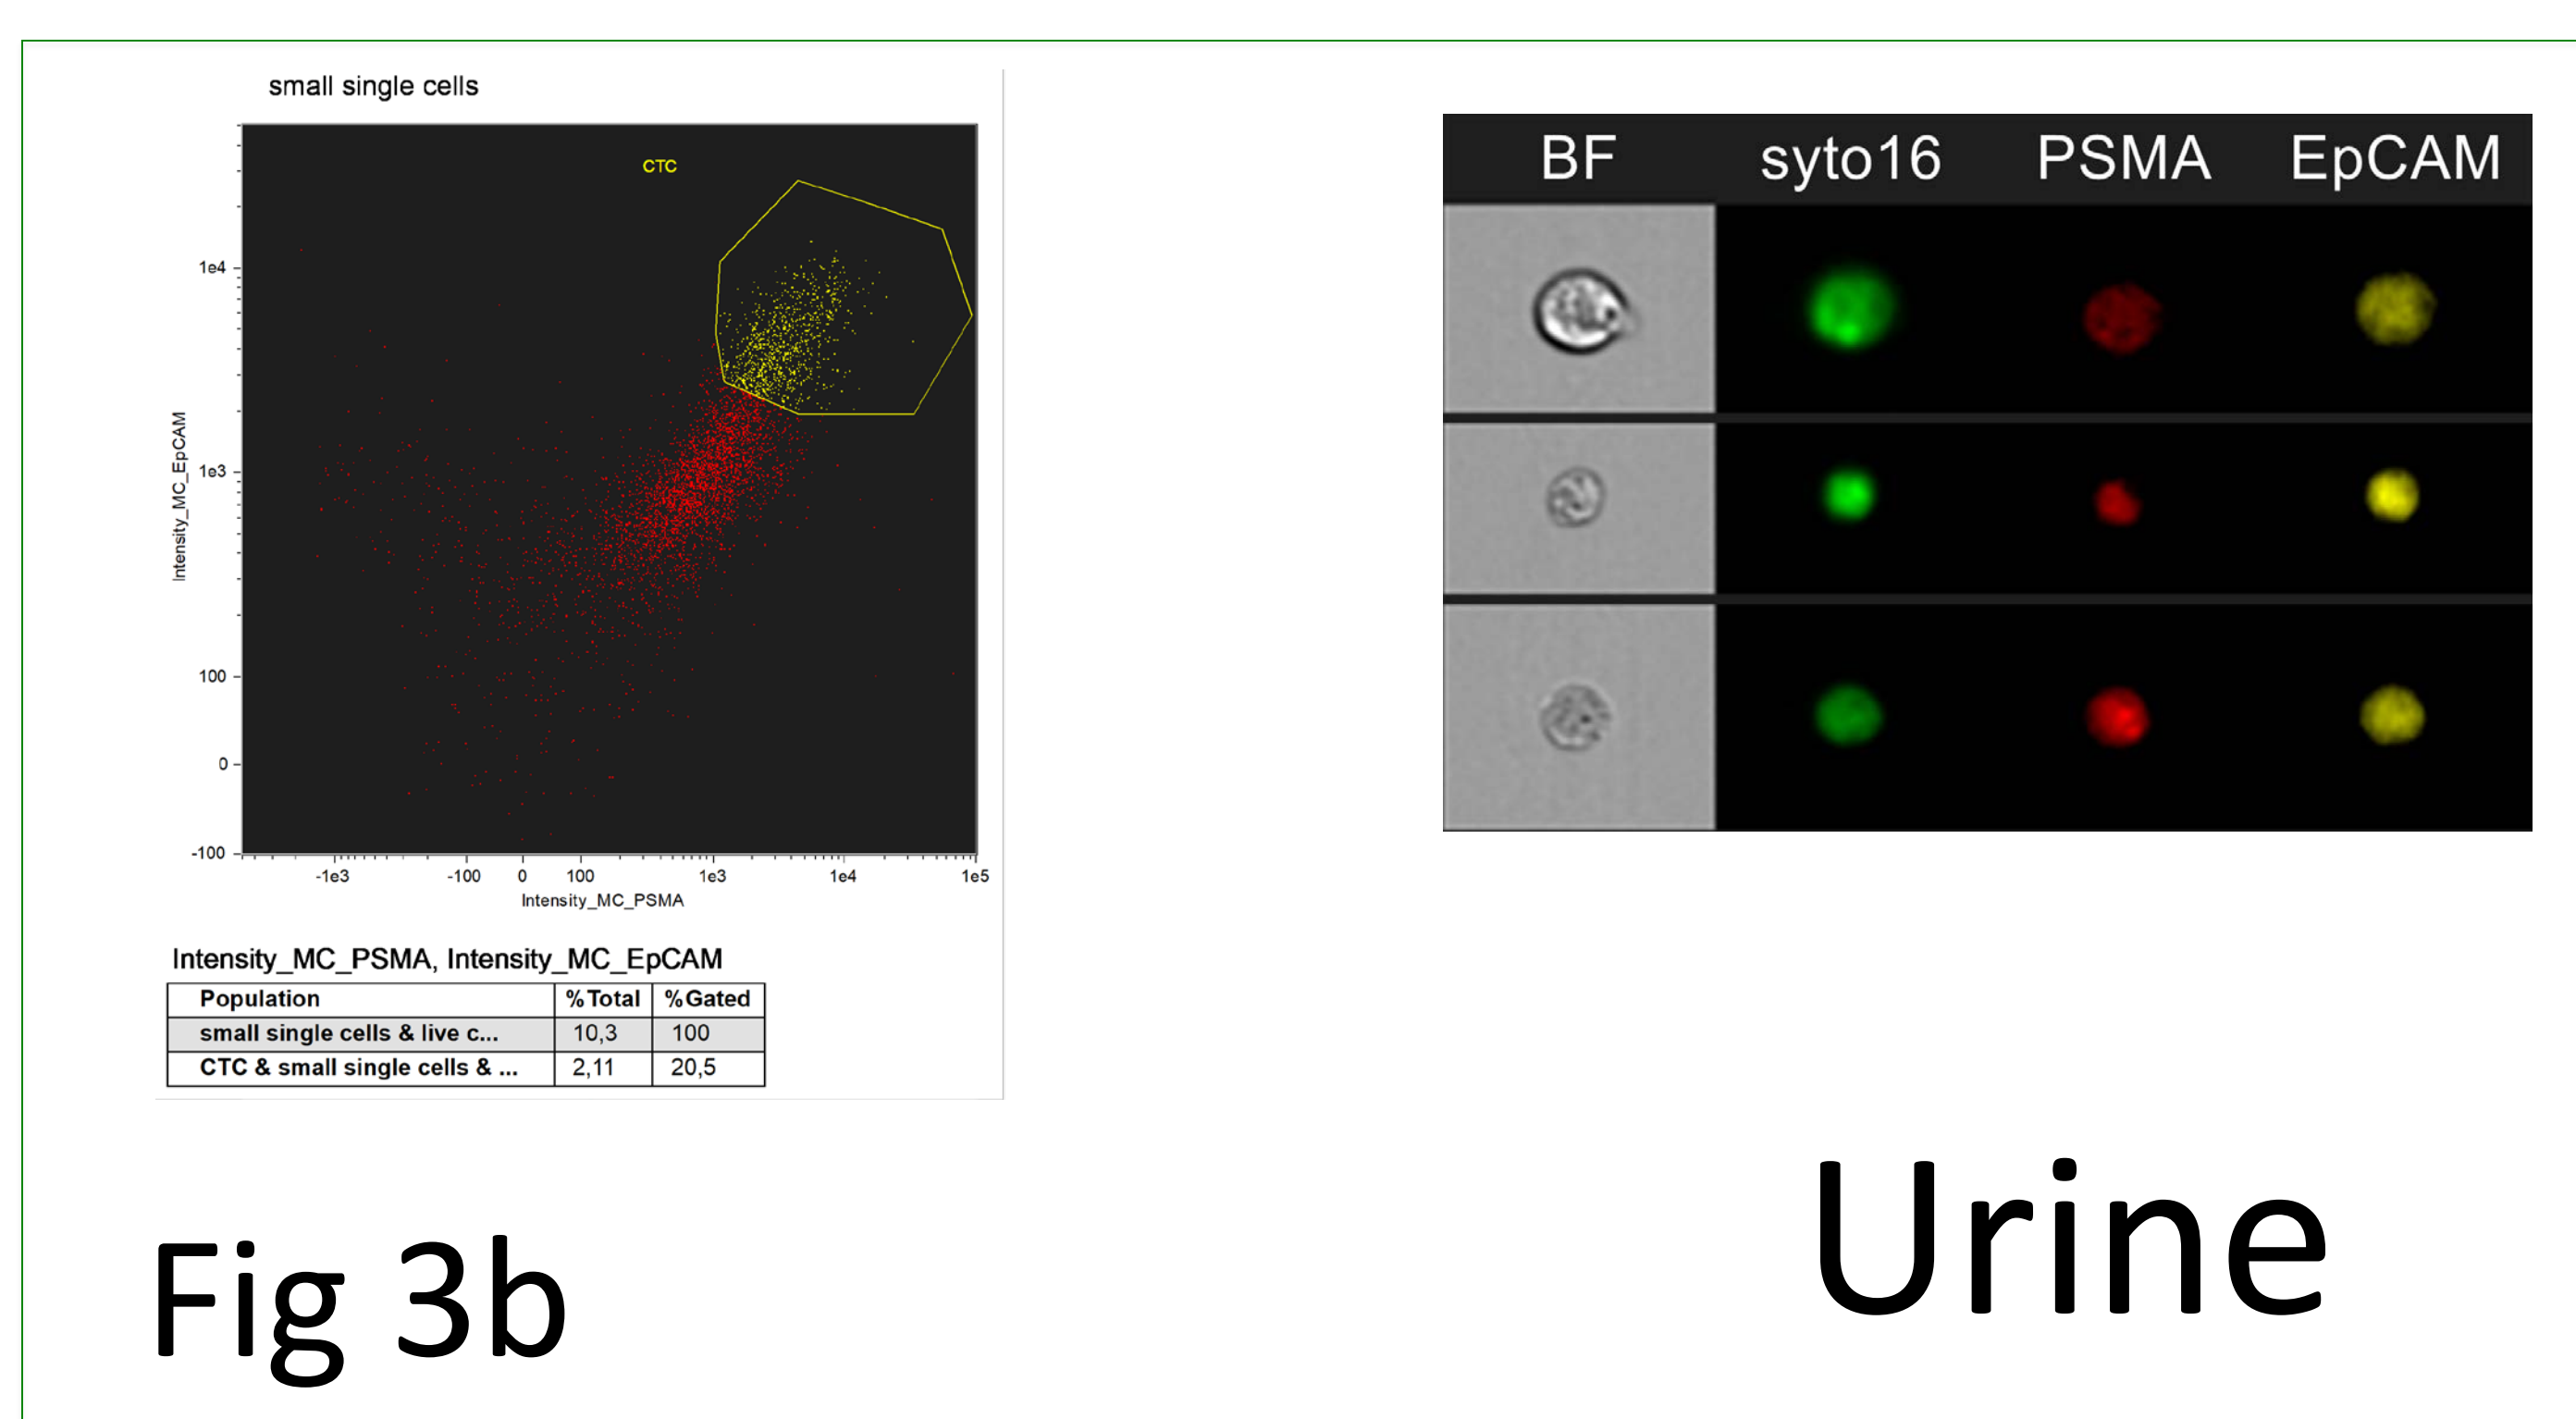 small single cells
CTC
1e4
1e3
100
0
-100
Intensity_MC_EpCAM
-1e3 -100 0 100 1e3 1e4 1e5
Intensity_MC_PSMA
Intensity_MC_PSMA, Intensity_MC_EpCAM
Population %Total %Gated
small single cells & live c... 10,3 100
CTC & small single cells & ... 2,11 20,5
BF syto16 PSMA EpCAM
Fig 3b
Urine